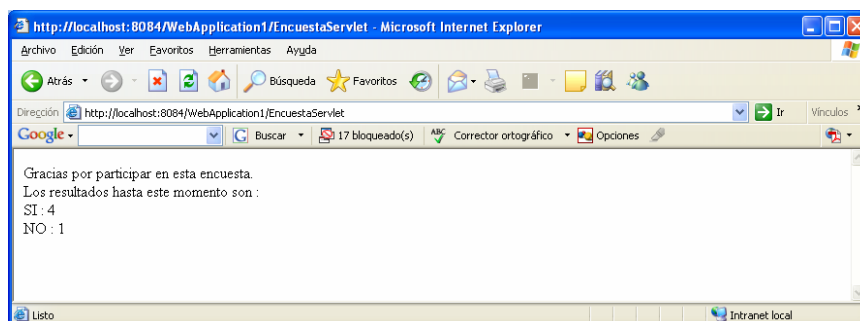 http://localhost:8084/WebApplication1/EncuestaServlet - Microsoft Internet Explorer
Archivo Edición Ver Favoritos Herramientas Ayuda
Atrás Búsqueda Favoritos
Dirección http://localhost:8084/WebApplication1/EncuestaServlet Ir Vínculos »
Google G Buscar 17 bloqueado(s) ABC Corrector ortográfico Opciones
Gracias por participar en esta encuesta.
Los resultados hasta este momento son :
SI : 4
NO : 1
Listo Intranet local